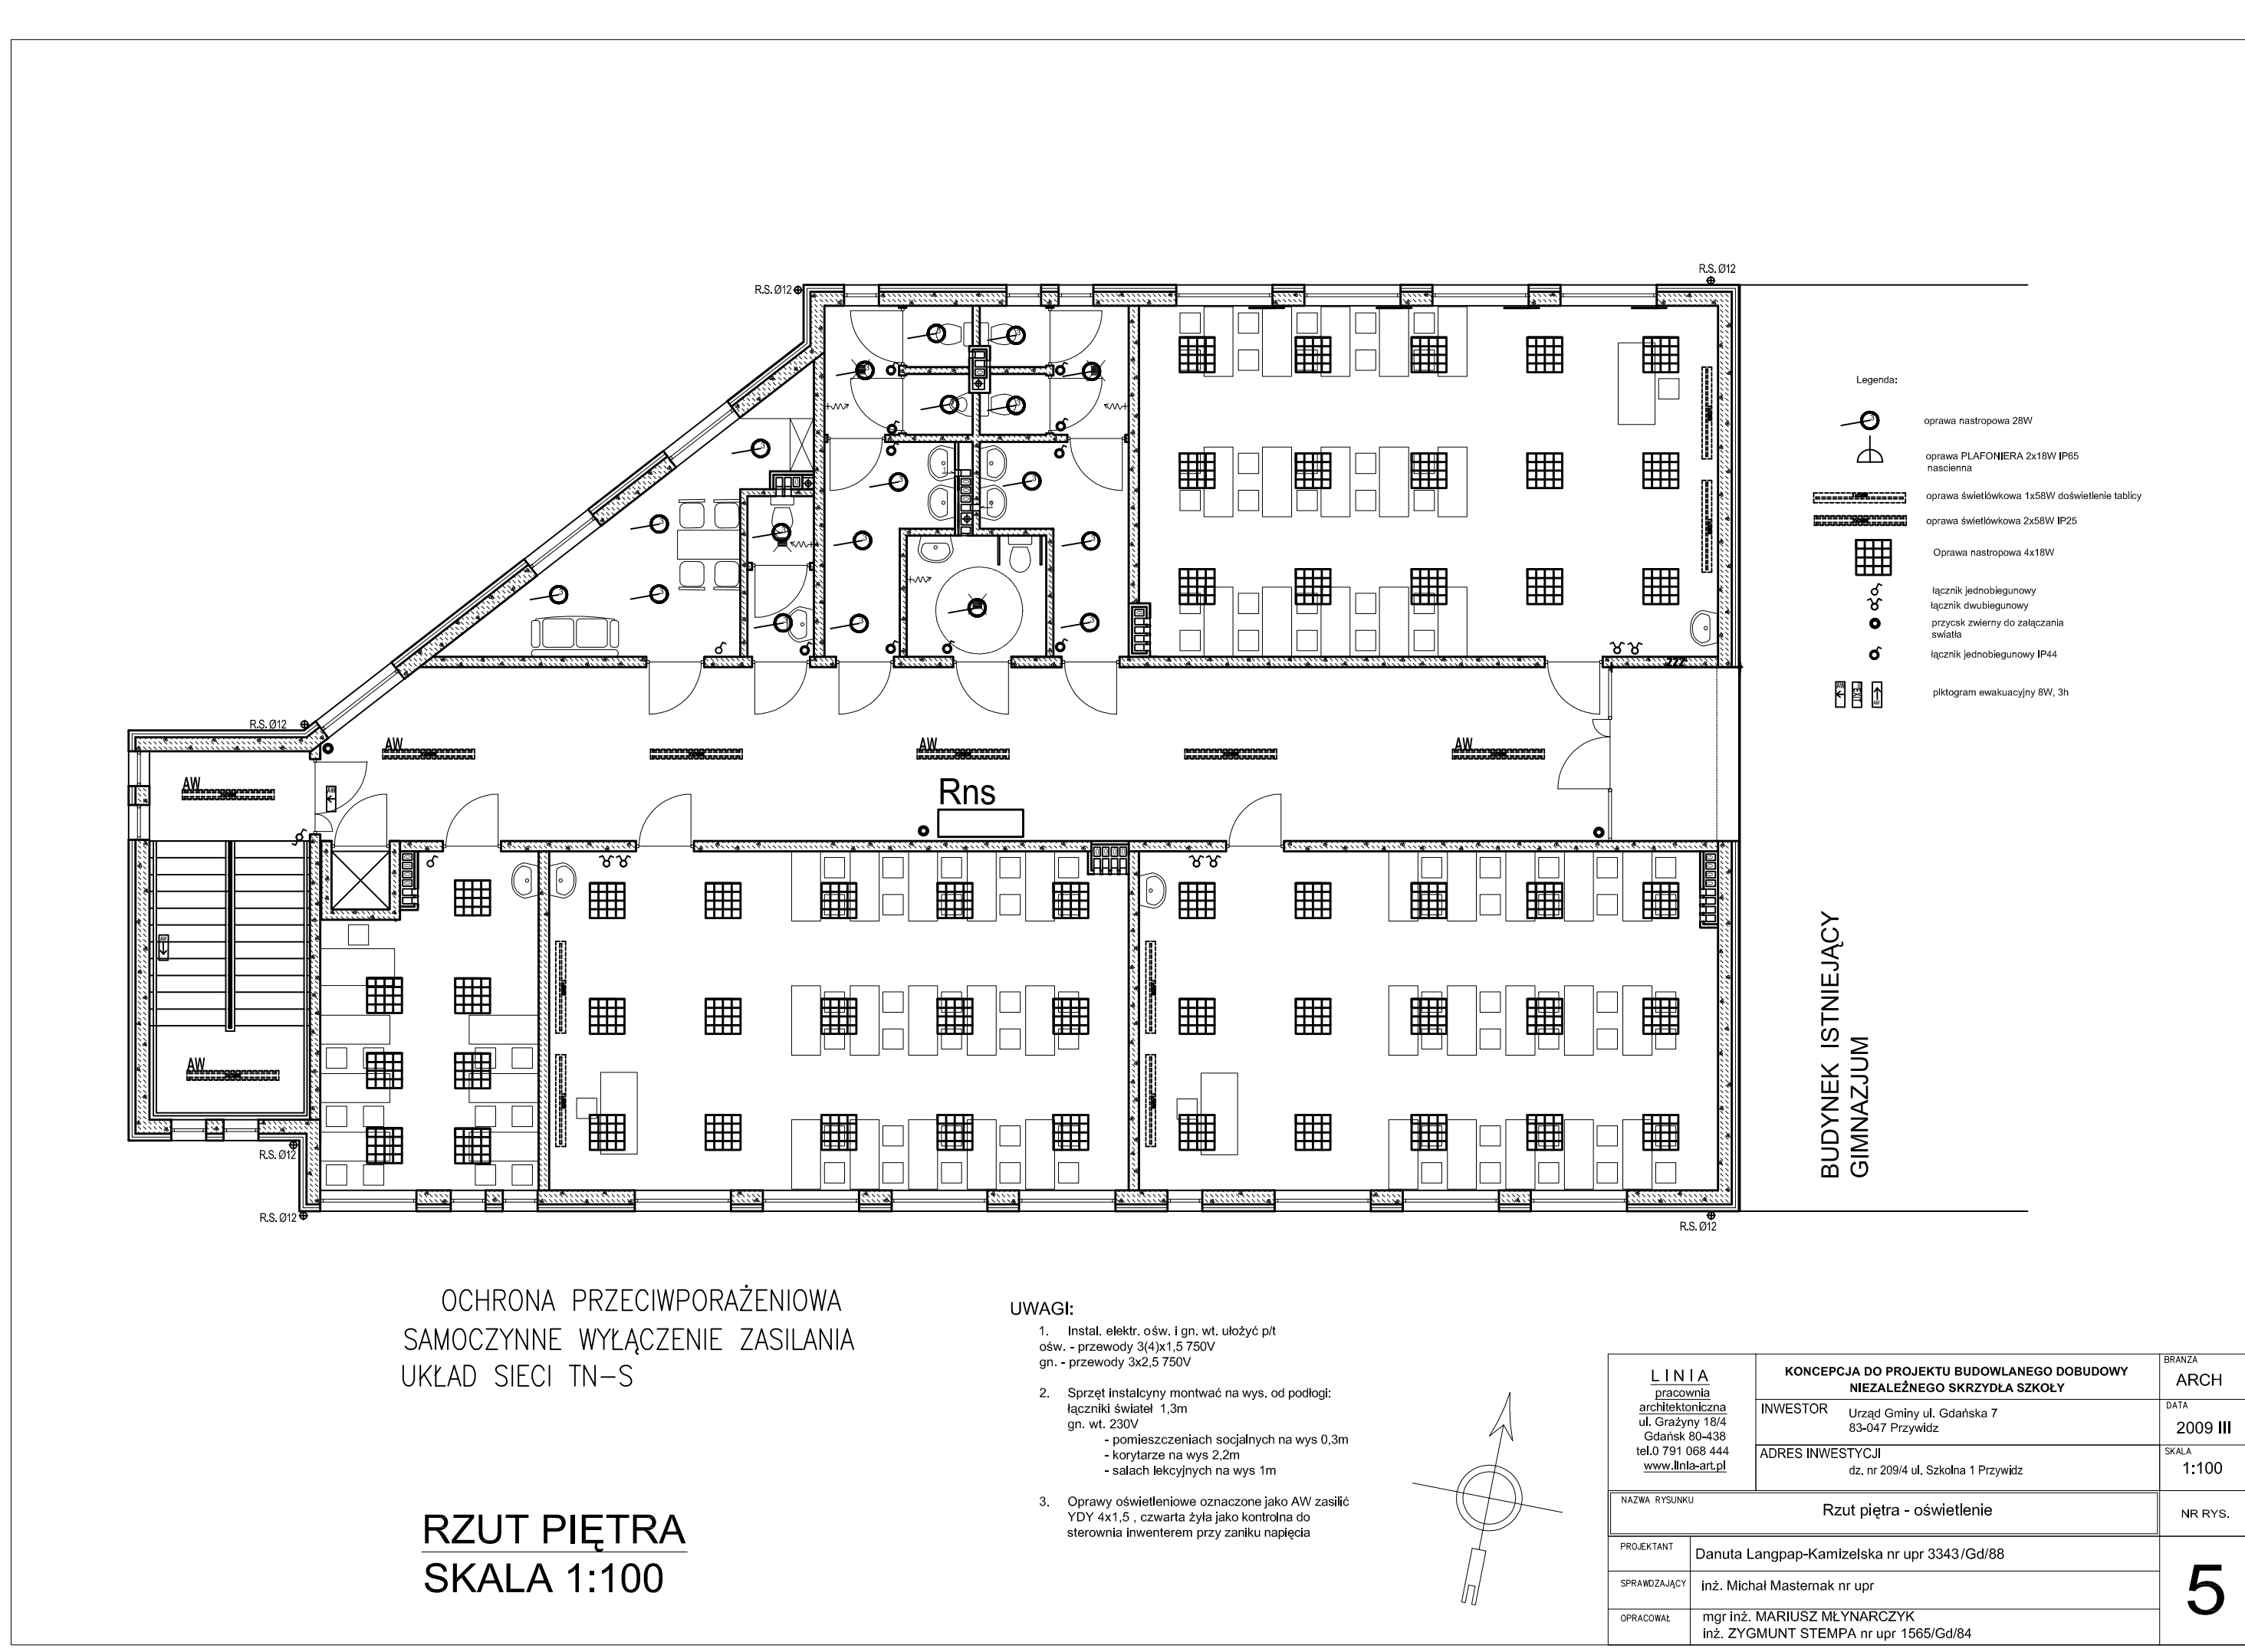 R.S. Ø12
R.S. Ø12
R.S. Ø12
AW
AW
AW
AW
AW
Rns
AW
AW
AW
R.S. Ø12
R.S. Ø12
R.S. Ø12
BUDYNEK ISTNIEJĄCY
GIMNAZJUM
Legenda:
oprawa nastropowa 28W
oprawa PLAFONIERA 2x18W IP65
nascienna
oprawa świetlówkowa 1x58W doświetlenie tablicy
oprawa świetlówkowa 2x58W IP25
Oprawa nastropowa 4x18W
łącznik jednobiegunowy
łącznik dwubiegunowy
przycsk zwierny do załączania
swiatła
łącznik jednobiegunowy IP44
AW
EXIT
AW
piktogram ewakuacyjny 8W, 3h
OCHRONA PRZECIWPORAŻENIOWA
SAMOCZYNNE WYŁĄCZENIE ZASILANIA
UKŁAD SIECI TN-S
RZUT PIĘTRA
SKALA 1:100
UWAGI:
1. Instal. elektr. ośw. i gn. wt. ułożyć p/t
ośw. - przewody 3(4)x1,5 750V
gn. - przewody 3x2,5 750V
2. Sprzęt instalcyny montwać na wys. od podłogi:
łączniki świateł 1,3m
gn. wt. 230V
- pomieszczeniach socjalnych na wys 0,3m
- korytarze na wys 2,2m
- salach lekcyjnych na wys 1m
3. Oprawy oświetleniowe oznaczone jako AW zasilić
YDY 4x1,5 , czwarta żyła jako kontrolna do
sterownia inwenterem przy zaniku napięcia
LINIA
pracownia
architektoniczna
ul. Grażyny 18/4
Gdańsk 80-438
tel.0 791 068 444
www.linia-art.pl
KONCEPCJA DO PROJEKTU BUDOWLANEGO DOBUDOWY
NIEZALEŻNEGO SKRZYDŁA SZKOŁY
INWESTOR
Urząd Gminy ul. Gdańska 7
83-047 Przywidz
ADRES INWESTYCJI
dz. nr 209/4 ul. Szkolna 1 Przywidz
BRANZA
ARCH
DATA
2009 III
SKALA
1:100
NAZWA RYSUNKU
Rzut piętra - oświetlenie
NR RYS.
5
PROJEKTANT
Danuta Langpap-Kamizelska nr upr 3343/Gd/88
SPRAWDZAJĄCY
inż. Michał Masternak nr upr
OPRACOWAŁ
mgr inż. MARIUSZ MŁYNARCZYK
inż. ZYGMUNT STEMPA nr upr 1565/Gd/84